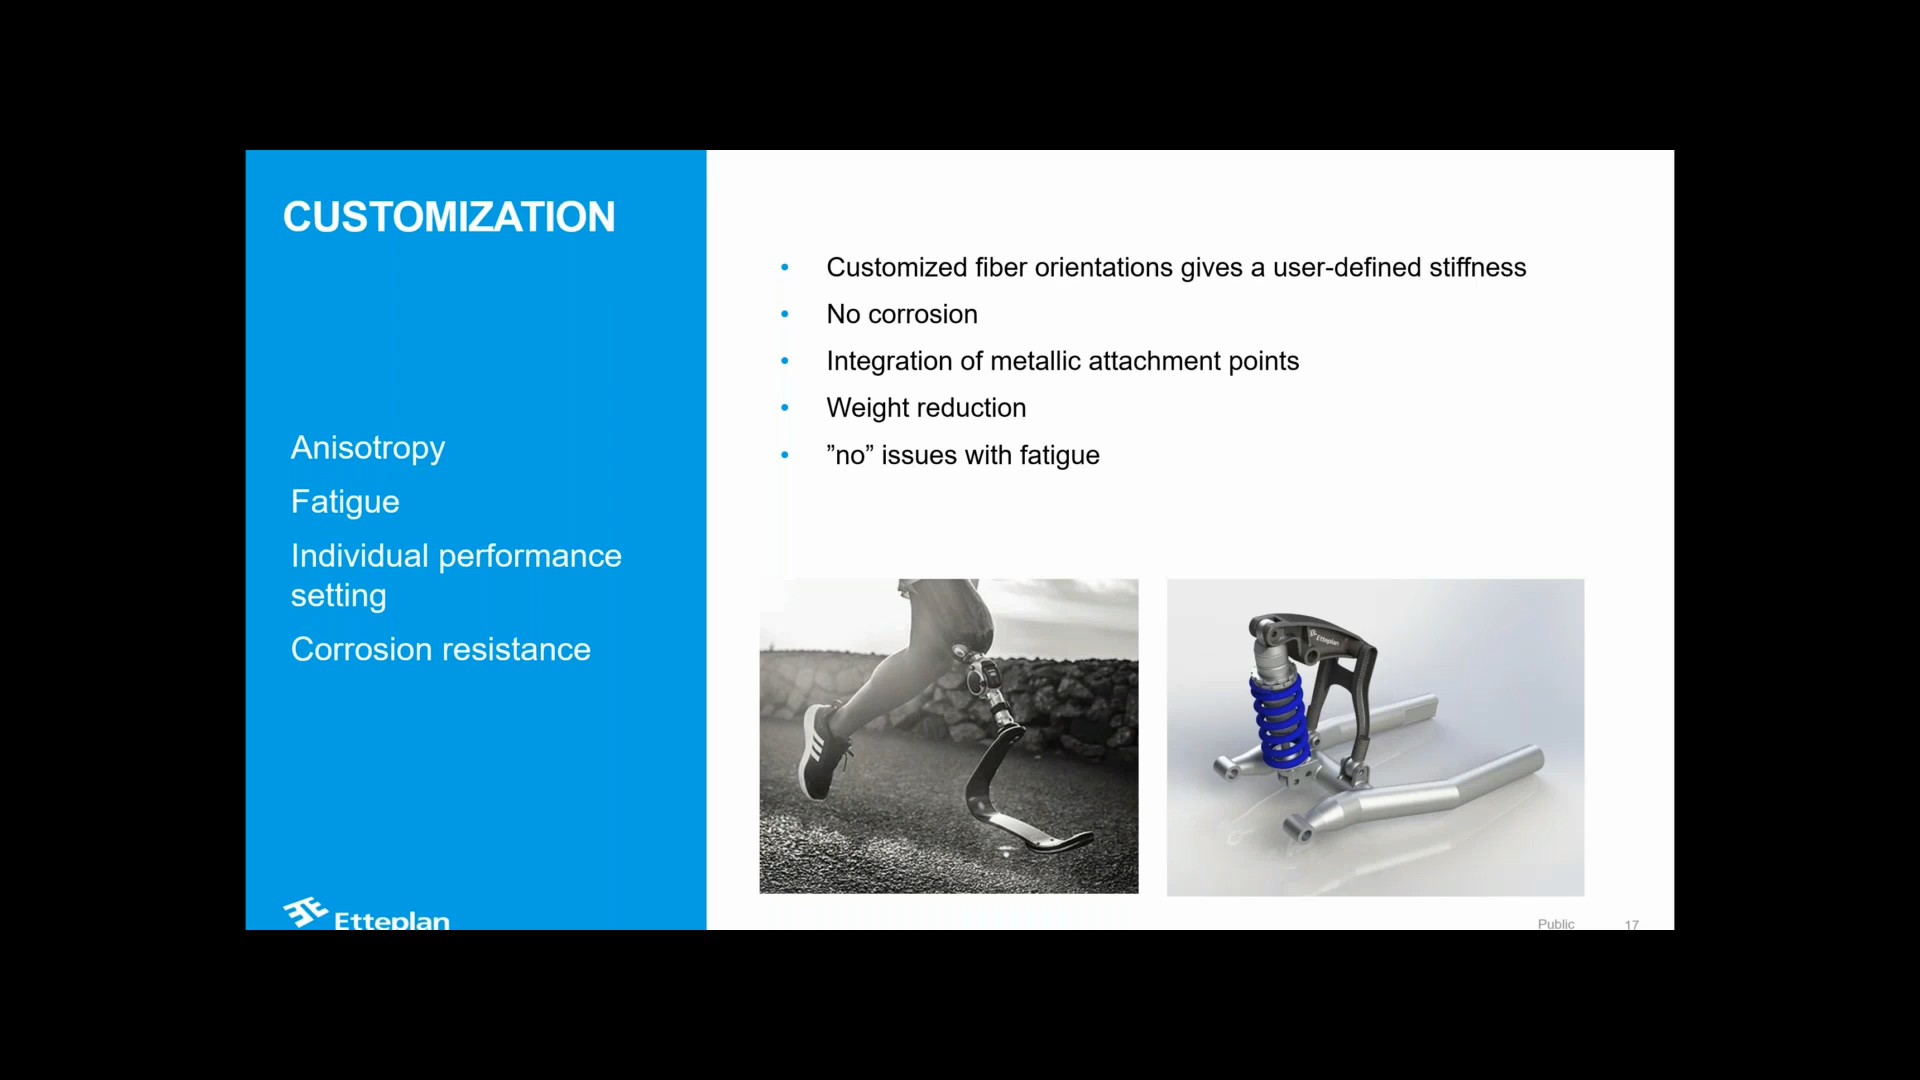 CUSTOMIZATION
Anisotropy
Fatigue
Individual performance
setting
Corrosion resistance
Etteplan
• Customized fiber orientations gives a user-defined stiffness
• No corrosion
• Integration of metallic attachment points
• Weight reduction
• ”no” issues with fatigue
Etteplan
Public 17